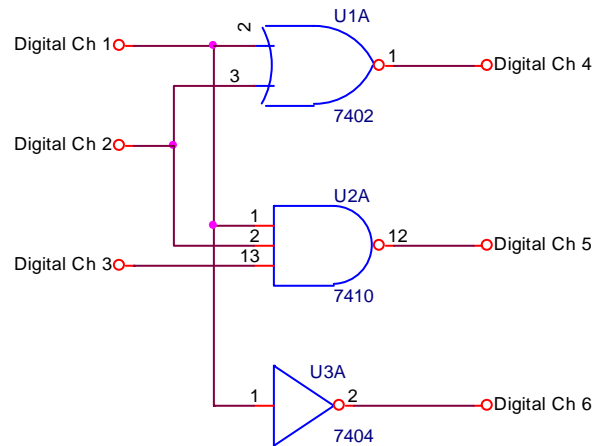 U1A
Digital Ch 1
2
3
1
Digital Ch 4
7402
Digital Ch 2
U2A
1
2
13
12
Digital Ch 5
Digital Ch 3
7410
U3A
1
2
Digital Ch 6
7404